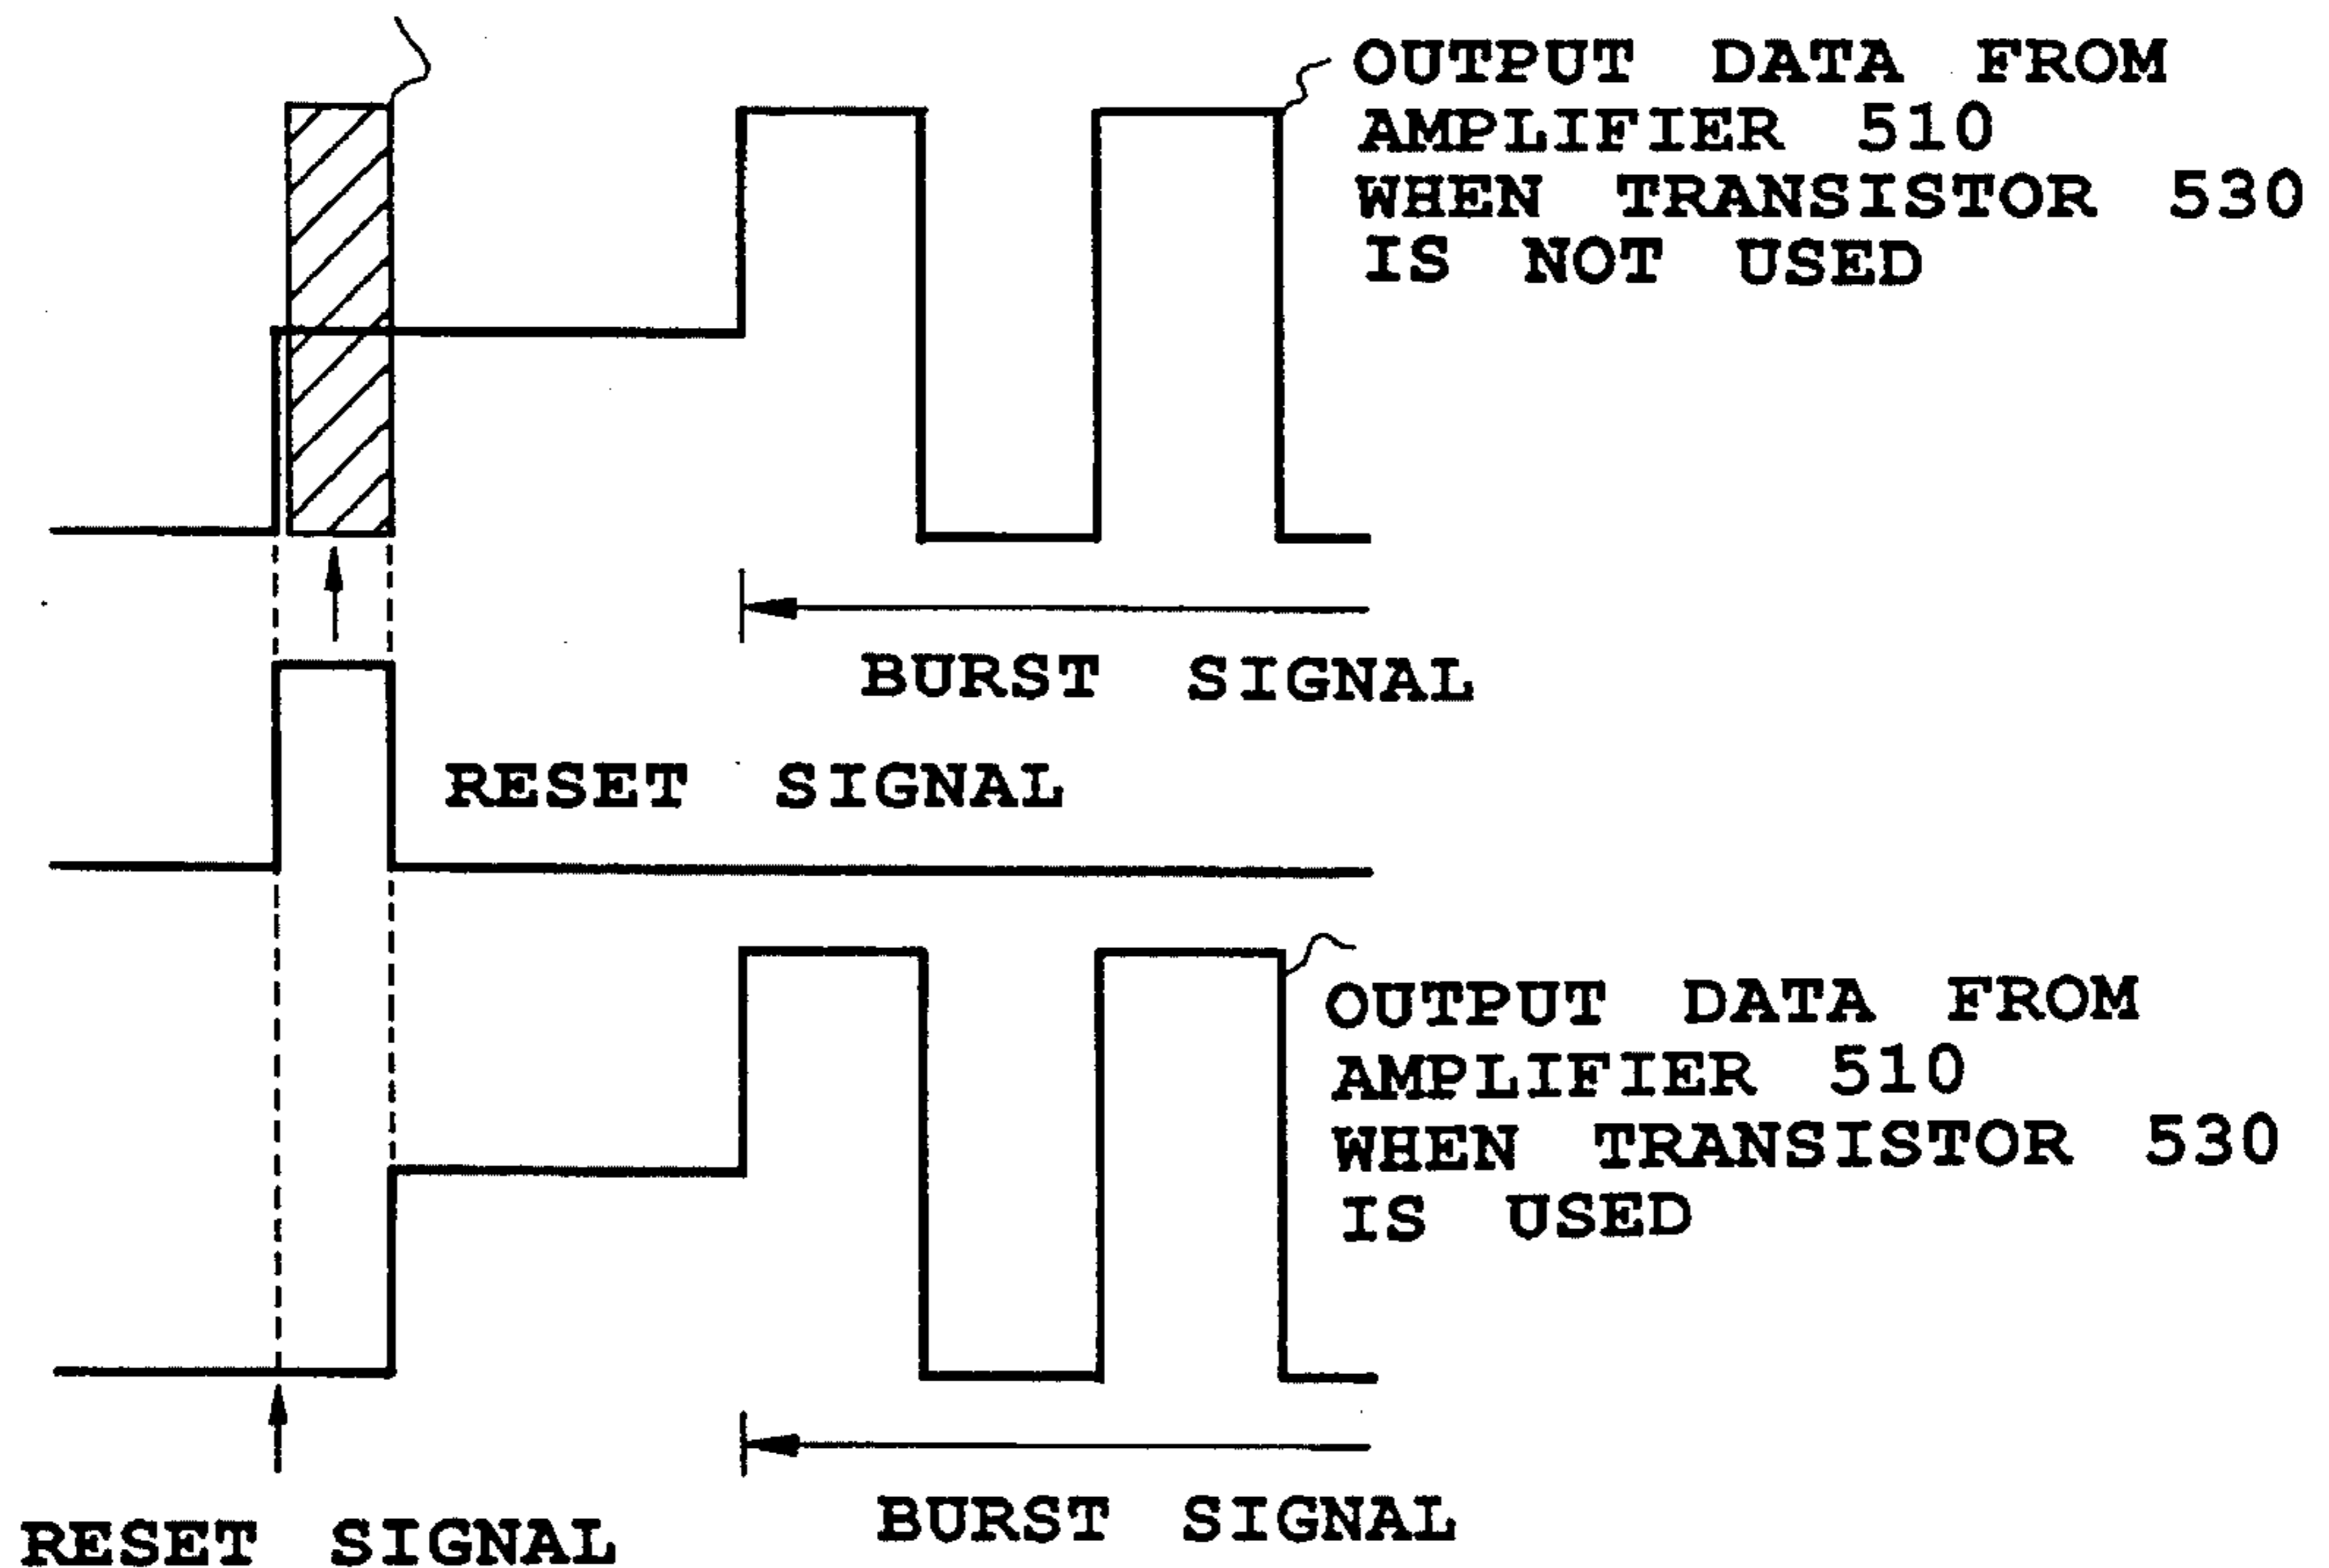 OUTPUT DATA FROM
AMPLIFIER 510
WHEN TRANSISTOR 530
IS NOT USED
BURST SIGNAL
RESET SIGNAL
OUTPUT DATA FROM
AMPLIFIER 510
WHEN TRANSISTOR 530
IS USED
BURST SIGNAL
RESET SIGNAL